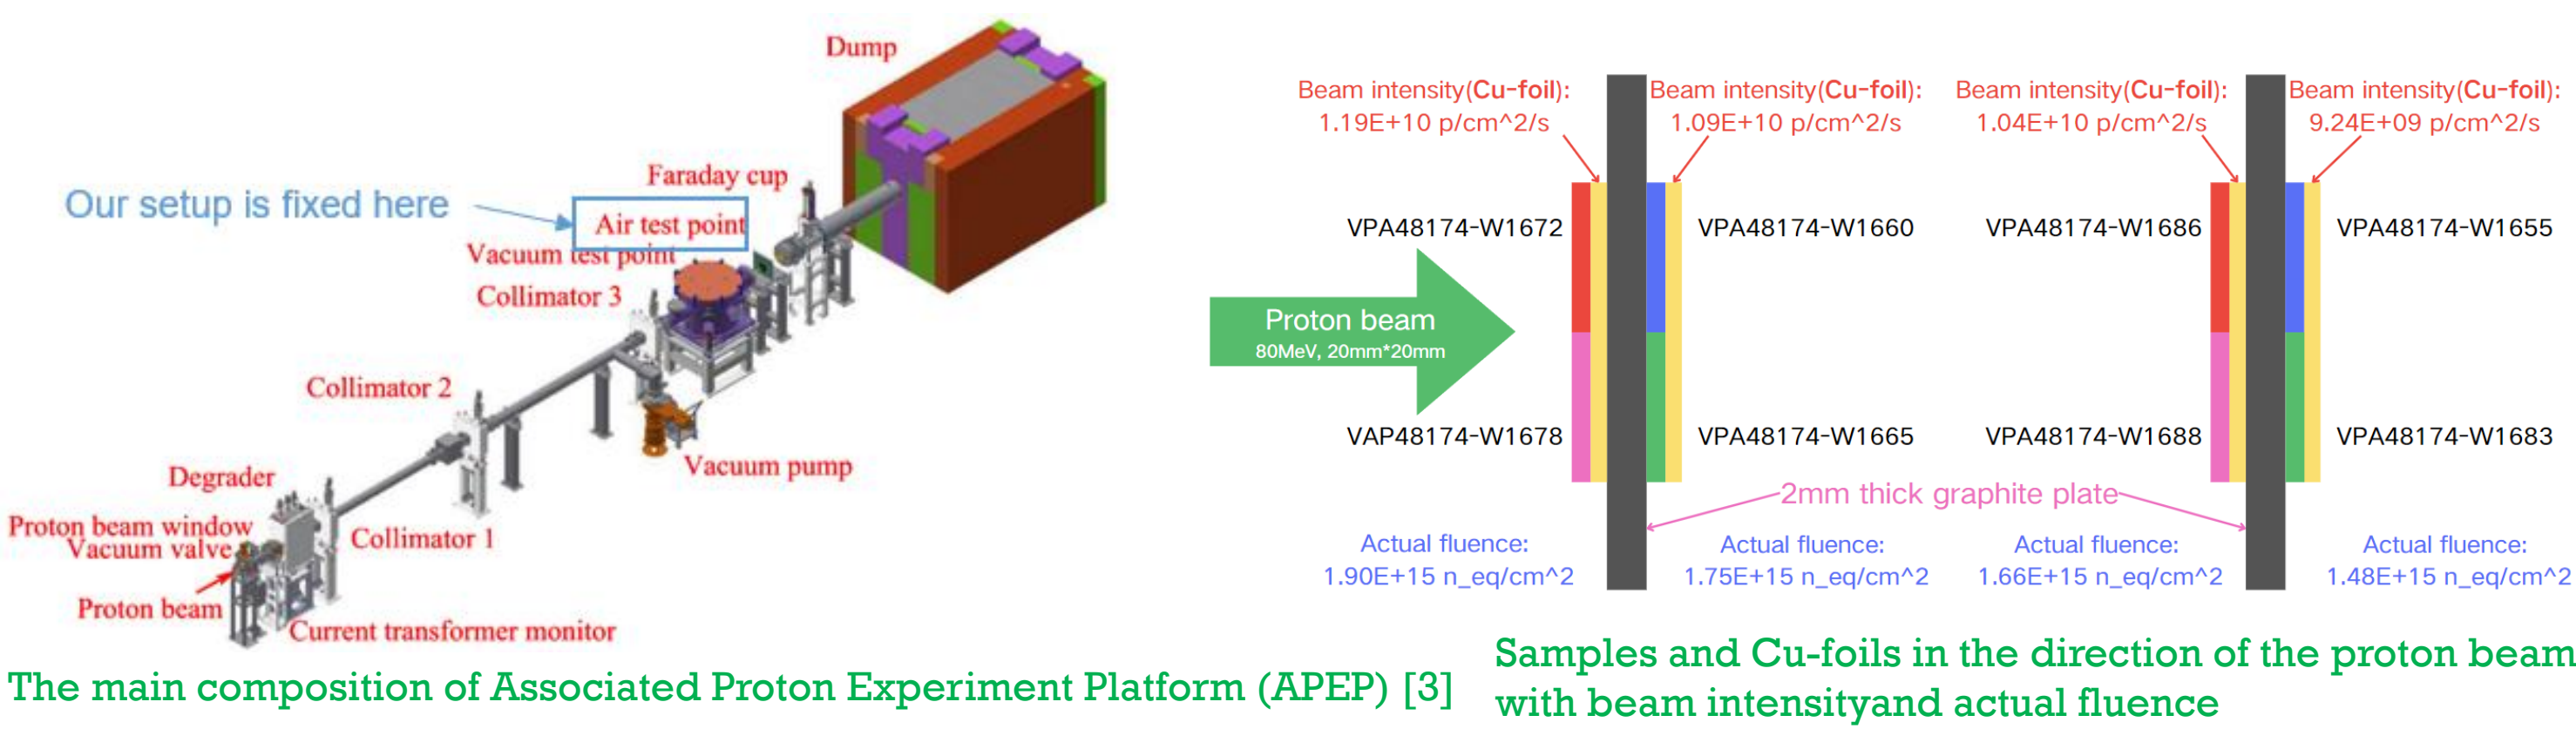 Dump
Faraday cup
Our setup is fixed here
Air test point
Vacuum test point
Collimator 3
Collimator 2
Vacuum pump
Degrader
Proton beam window
Vacuum valve
Collimator 1
Proton beam
Current transformer monitor
The main composition of Associated Proton Experiment Platform (APEP) [3]
Beam intensity(Cu-foil):
1.19E+10 p/cm^2/s
Beam intensity(Cu-foil):
1.09E+10 p/cm^2/s
Beam intensity(Cu-foil):
1.04E+10 p/cm^2/s
Beam intensity(Cu-foil):
9.24E+09 p/cm^2/s
VPA48174-W1672
VPA48174-W1660
VPA48174-W1686
VPA48174-W1655
Proton beam
80MeV, 20mm*20mm
VAP48174-W1678
VPA48174-W1665
VPA48174-W1688
VPA48174-W1683
2mm thick graphite plate
Actual fluence:
1.90E+15 n_eq/cm^2
Actual fluence:
1.75E+15 n_eq/cm^2
Actual fluence:
1.66E+15 n_eq/cm^2
Actual fluence:
1.48E+15 n_eq/cm^2
Samples and Cu-foils in the direction of the proton beam
with beam intensityand actual fluence